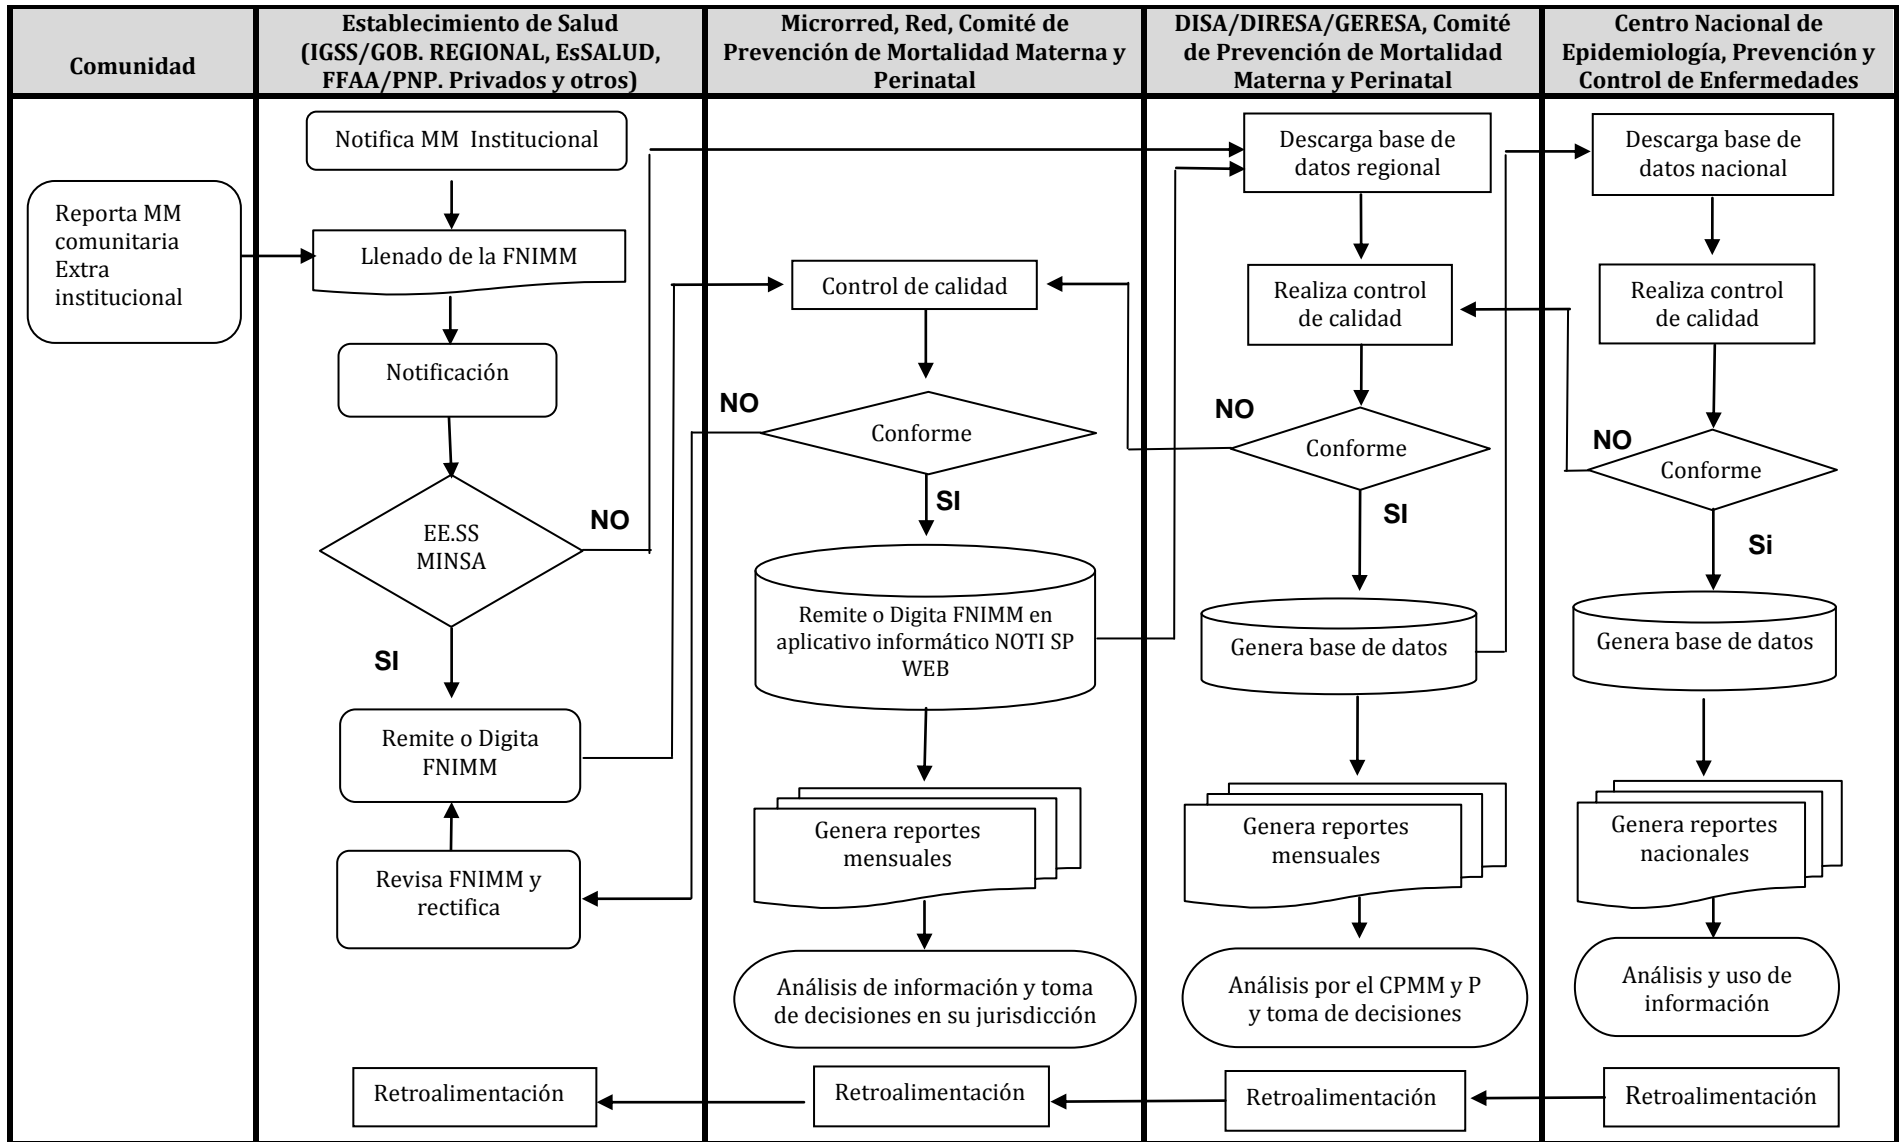 Comunidad
Establecimiento de Salud
(IGSS/GOB. REGIONAL, EsSALUD,
FFAA/PNP. Privados y otros)
Microrred, Red, Comité de
Prevención de Mortalidad Materna y
Perinatal
DISA/DIRESA/GERESA, Comité
de Prevención de Mortalidad
Materna y Perinatal
Centro Nacional de
Epidemiología, Prevención y
Control de Enfermedades
Reporta MM
comunitaria
Extra
institucional
Notifica MM Institucional
Llenado de la FNIMM
Notificación
EE.SS
MINSA
NO
SI
Remite o Digita
FNIMM
Revisa FNIMM y
rectifica
Retroalimentación
Control de calidad
NO
Conforme
SI
Remite o Digita FNIMM en
aplicativo informático NOTI SP
WEB
Genera reportes
mensuales
Análisis de información y toma
de decisiones en su jurisdicción
Retroalimentación
Descarga base de
datos regional
Realiza control
de calidad
NO
Conforme
SI
Genera base de datos
Genera reportes
mensuales
Análisis por el CPMM y P
y toma de decisiones
Retroalimentación
Descarga base de
datos nacional
Realiza control
de calidad
NO
Conforme
Si
Genera base de datos
Genera reportes
nacionales
Análisis y uso de
información
Retroalimentación